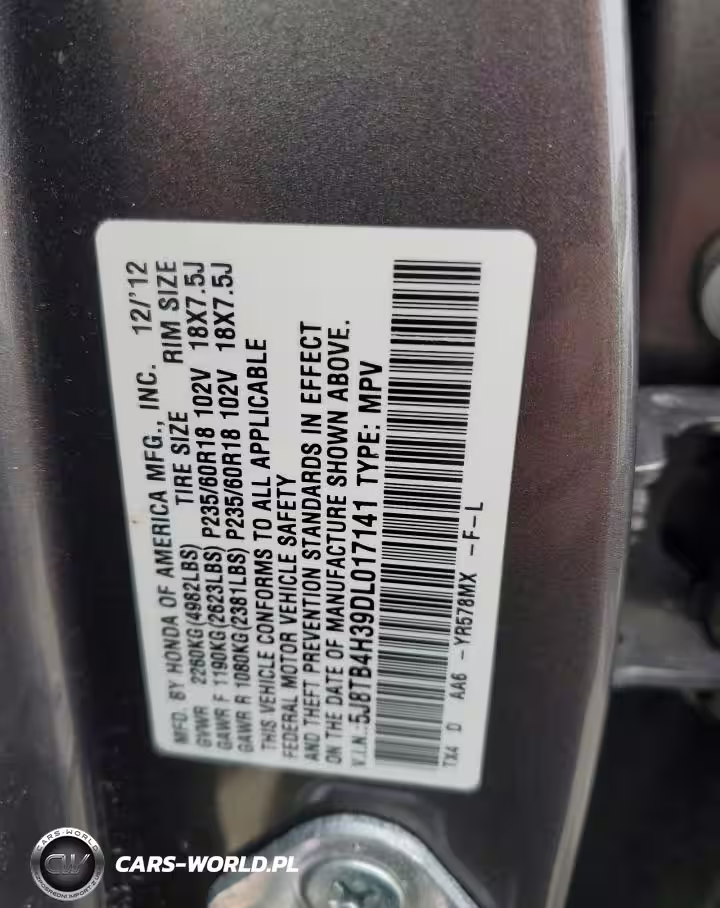 MFD. BY HONDA OF AMERICA MFG., INC. 12/'12
GVWR 2260KG(4982LBS) TIRE SIZE RIM SIZE
GAWR F 1190KG(2623LBS) P235/60R18 102V 18X7.5J
GAWR R 1080KG(2381LBS) P235/60R18 102V 18X7.5J
THIS VEHICLE CONFORMS TO ALL APPLICABLE
FEDERAL MOTOR VEHICLE SAFETY
AND THEFT PREVENTION STANDARDS IN EFFECT
ON THE DATE OF MANUFACTURE SHOWN ABOVE.
V.I.N.:5J8TB4H39DL017141 TYPE: MPV
TX4 D AA6 - YR578MX -F-L
CARS-WORLD
CW
CARS-WORLD.PL